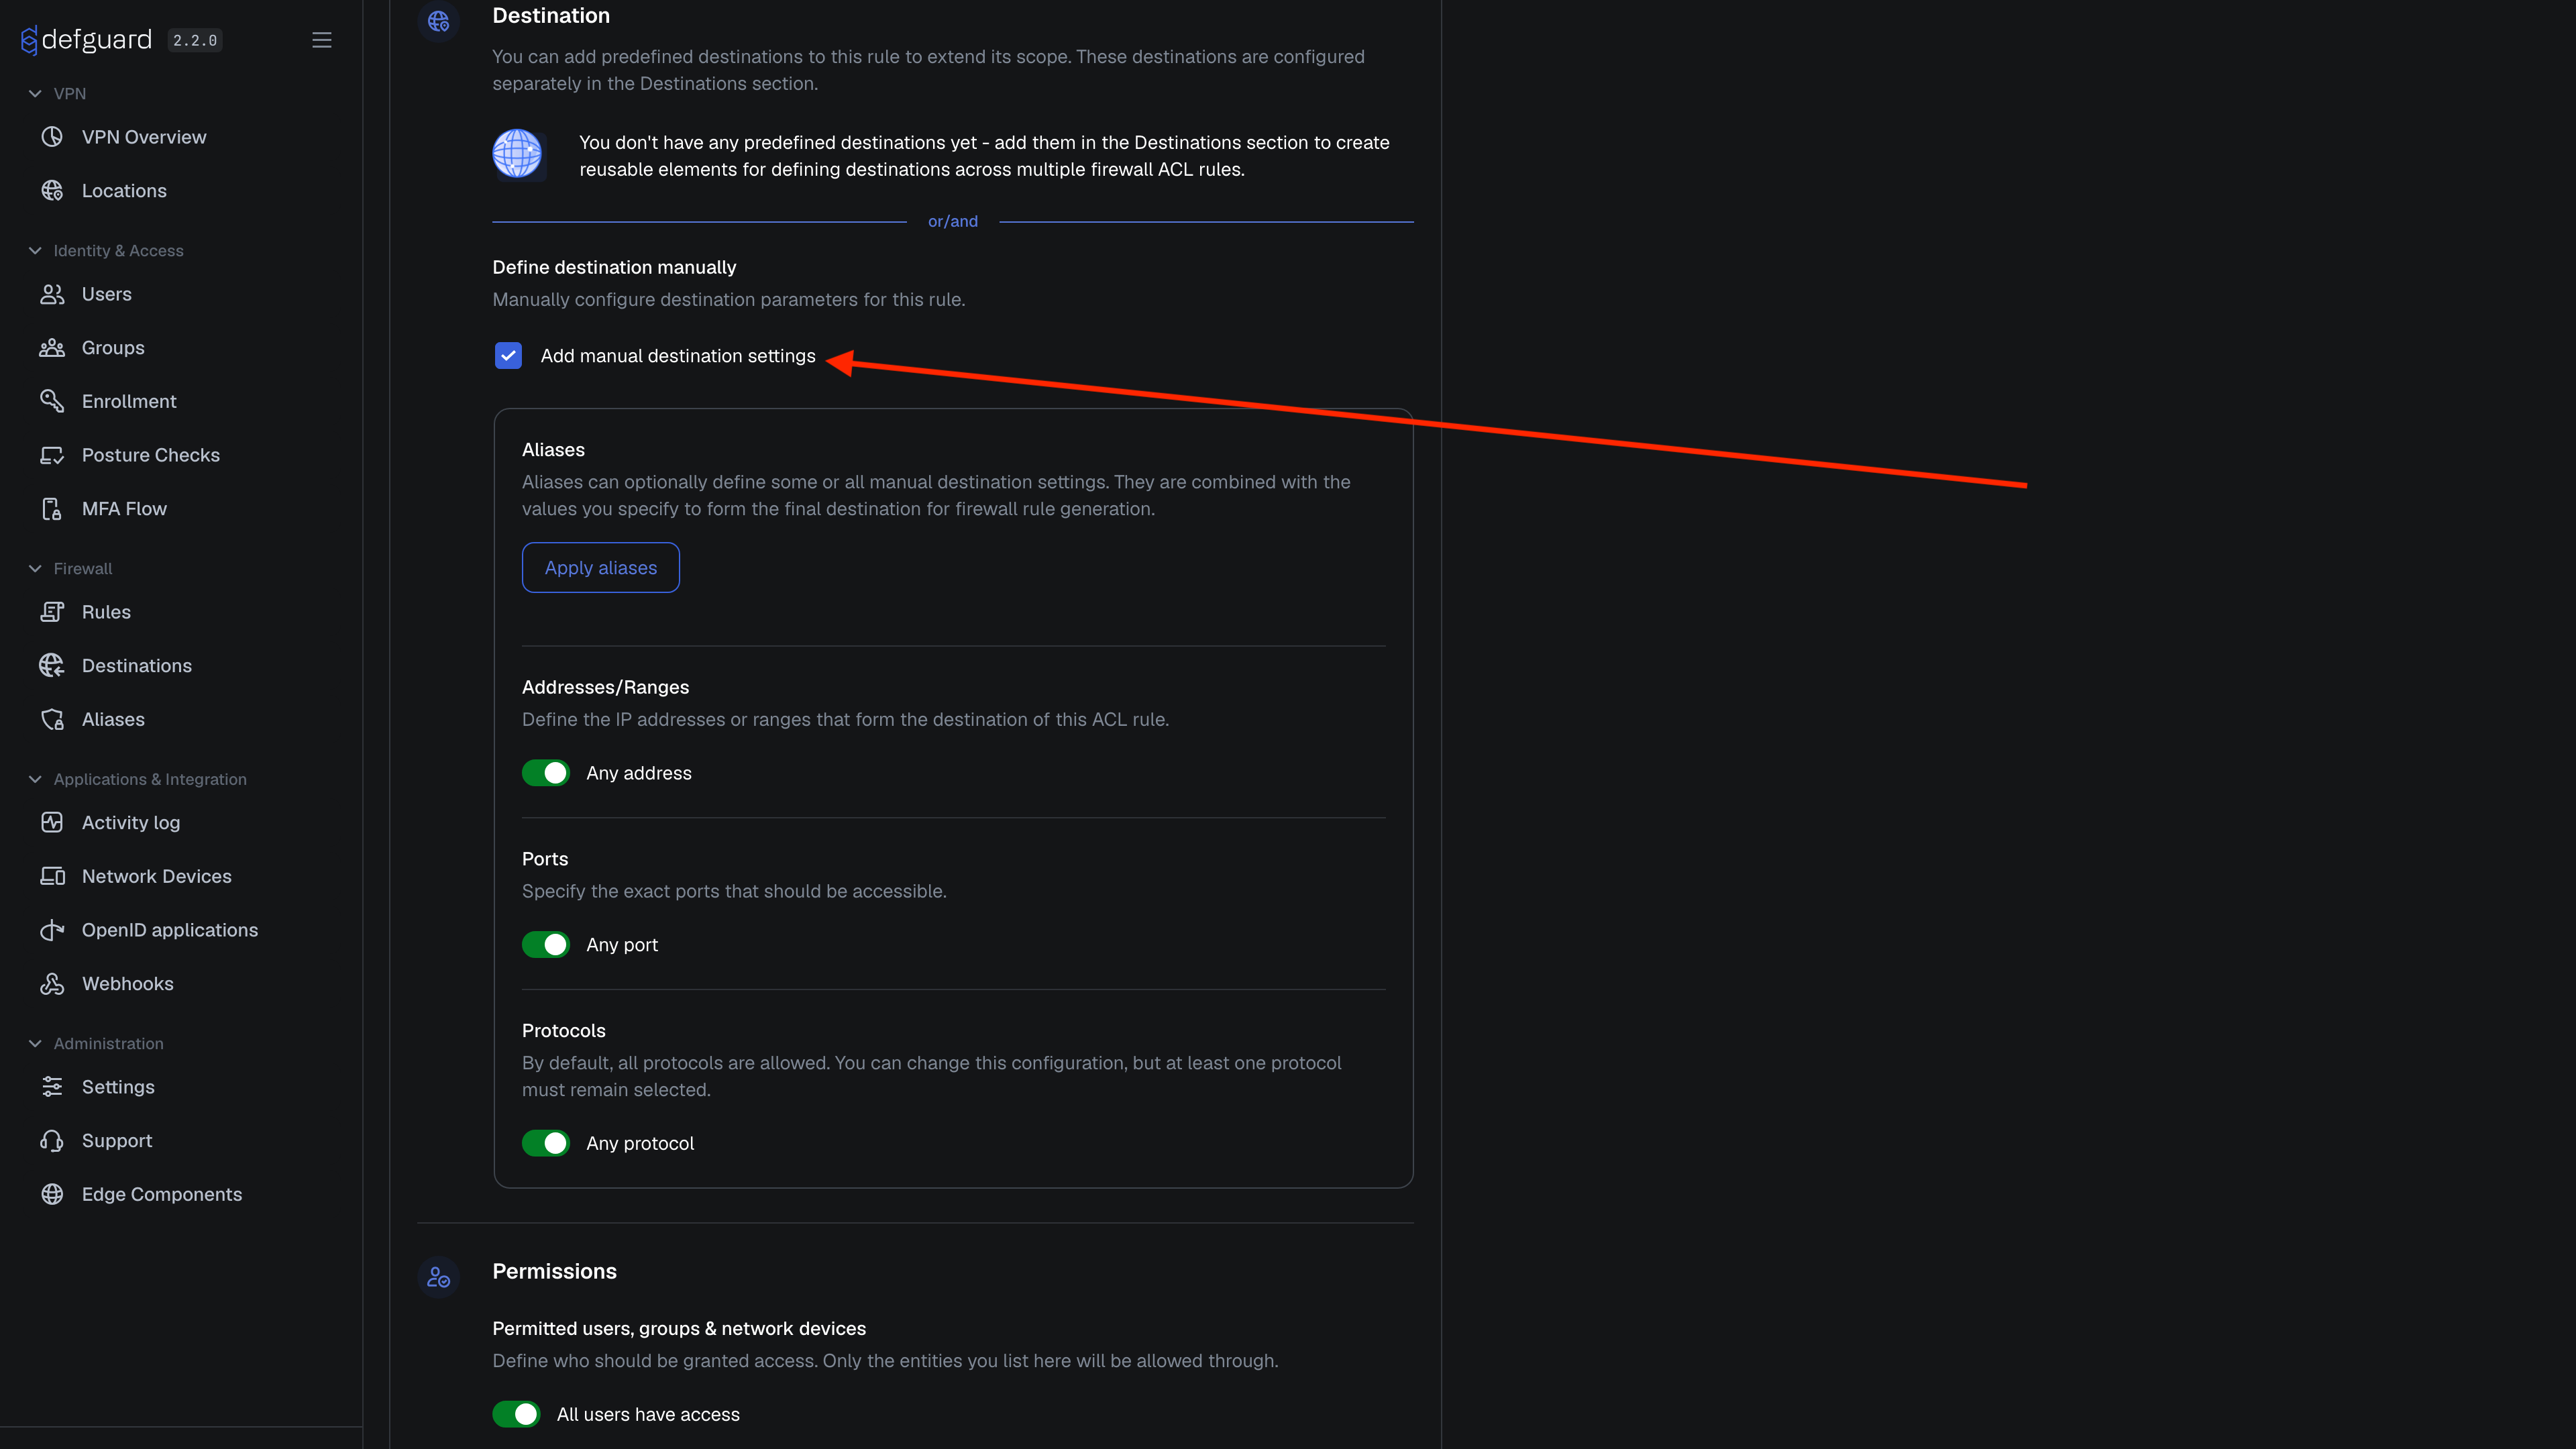 defguard 2.2.0
VPN
VPN Overview
Locations
Identity & Access
Users
Groups
Enrollment
Posture Checks
MFA Flow
Firewall
Rules
Destinations
Aliases
Applications & Integration
Activity log
Network Devices
OpenID applications
Webhooks
Administration
Settings
Support
Edge Components
Destination
You can add predefined destinations to this rule to extend its scope. These destinations are configured
separately in the Destinations section.
You don't have any predefined destinations yet - add them in the Destinations section to create
reusable elements for defining destinations across multiple firewall ACL rules.
or/and
Define destination manually
Manually configure destination parameters for this rule.
Add manual destination settings
Aliases
Aliases can optionally define some or all manual destination settings. They are combined with the
values you specify to form the final destination for firewall rule generation.
Apply aliases
Addresses/Ranges
Define the IP addresses or ranges that form the destination of this ACL rule.
Any address
Ports
Specify the exact ports that should be accessible.
Any port
Protocols
By default, all protocols are allowed. You can change this configuration, but at least one protocol
must remain selected.
Any protocol
Permissions
Permitted users, groups & network devices
Define who should be granted access. Only the entities you list here will be allowed through.
All users have access